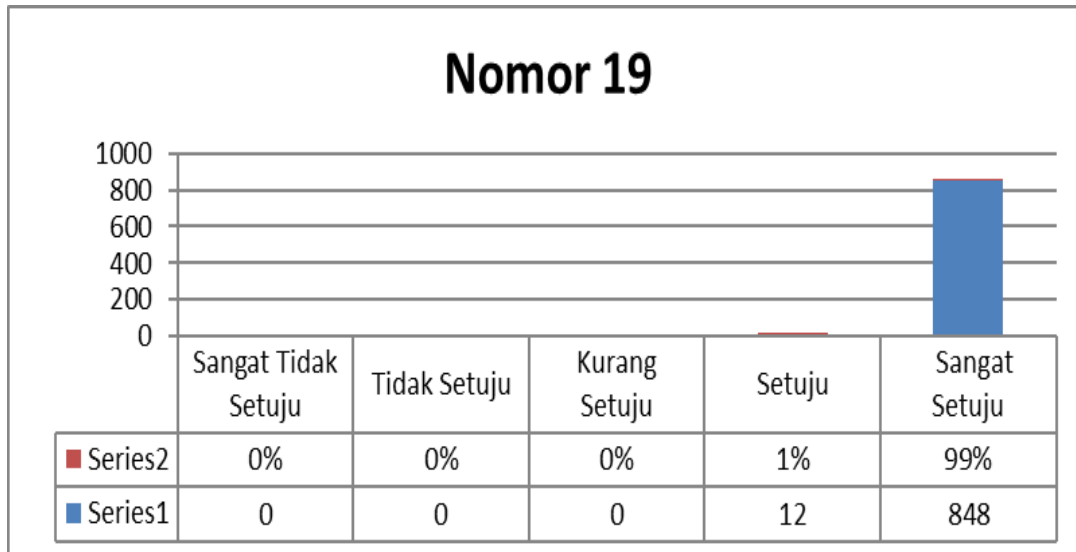 Nomor 19
1000
800
600
400
200
0
Sangat Tidak Setuju Tidak Setuju Kurang Setuju Setuju Sangat Setuju
Series2 0% 0% 0% 1% 99%
Series1 0 0 0 12 848